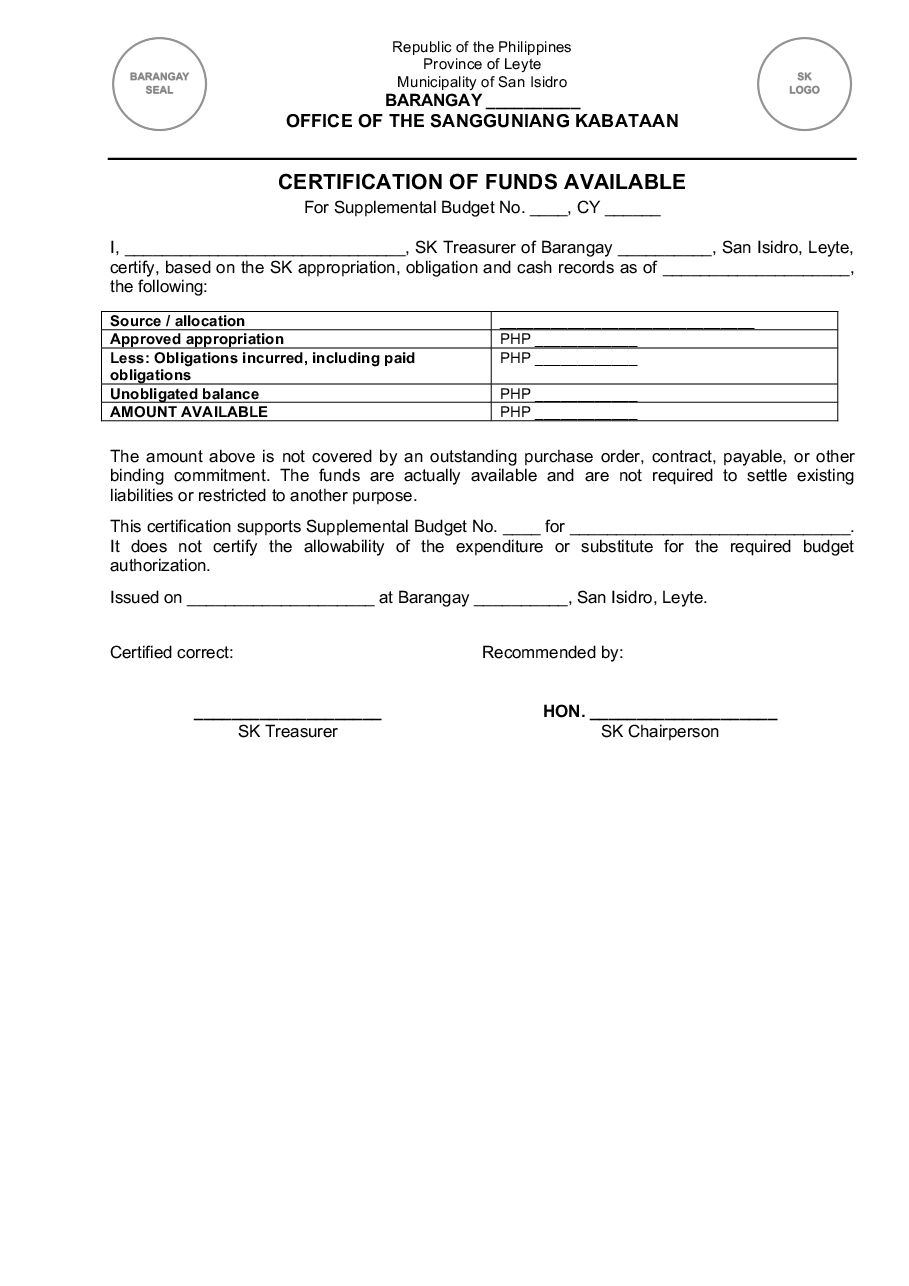 BARANGAY
SEAL
Republic of the Philippines
Province of Leyte
Municipality of San Isidro
BARANGAY __________
OFFICE OF THE SANGGUNIANG KABATAAN
SK
LOGO
CERTIFICATION OF FUNDS AVAILABLE
For Supplemental Budget No. ____, CY ______
I, ______________________________, SK Treasurer of Barangay __________, San Isidro, Leyte,
certify, based on the SK appropriation, obligation and cash records as of ____________________,
the following:
Source / allocation ______________________________
Approved appropriation PHP ____________
Less: Obligations incurred, including paid PHP ____________
obligations
Unobligated balance PHP ____________
AMOUNT AVAILABLE PHP ____________
The amount above is not covered by an outstanding purchase order, contract, payable, or other
binding commitment. The funds are actually available and are not required to settle existing
liabilities or restricted to another purpose.
This certification supports Supplemental Budget No. ____ for ______________________________.
It does not certify the allowability of the expenditure or substitute for the required budget
authorization.
Issued on ____________________ at Barangay __________, San Isidro, Leyte.
Certified correct: Recommended by:
____________________ HON. ____________________
SK Treasurer SK Chairperson